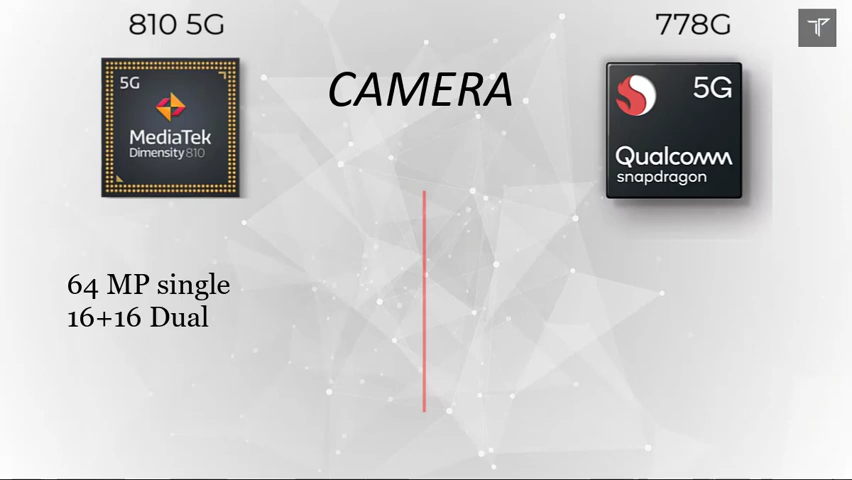 810 5G
778G
CAMERA
5G
MediaTek
Dimensity 810
5G
Qualcomm
snapdragon
64 MP single
16+16 Dual